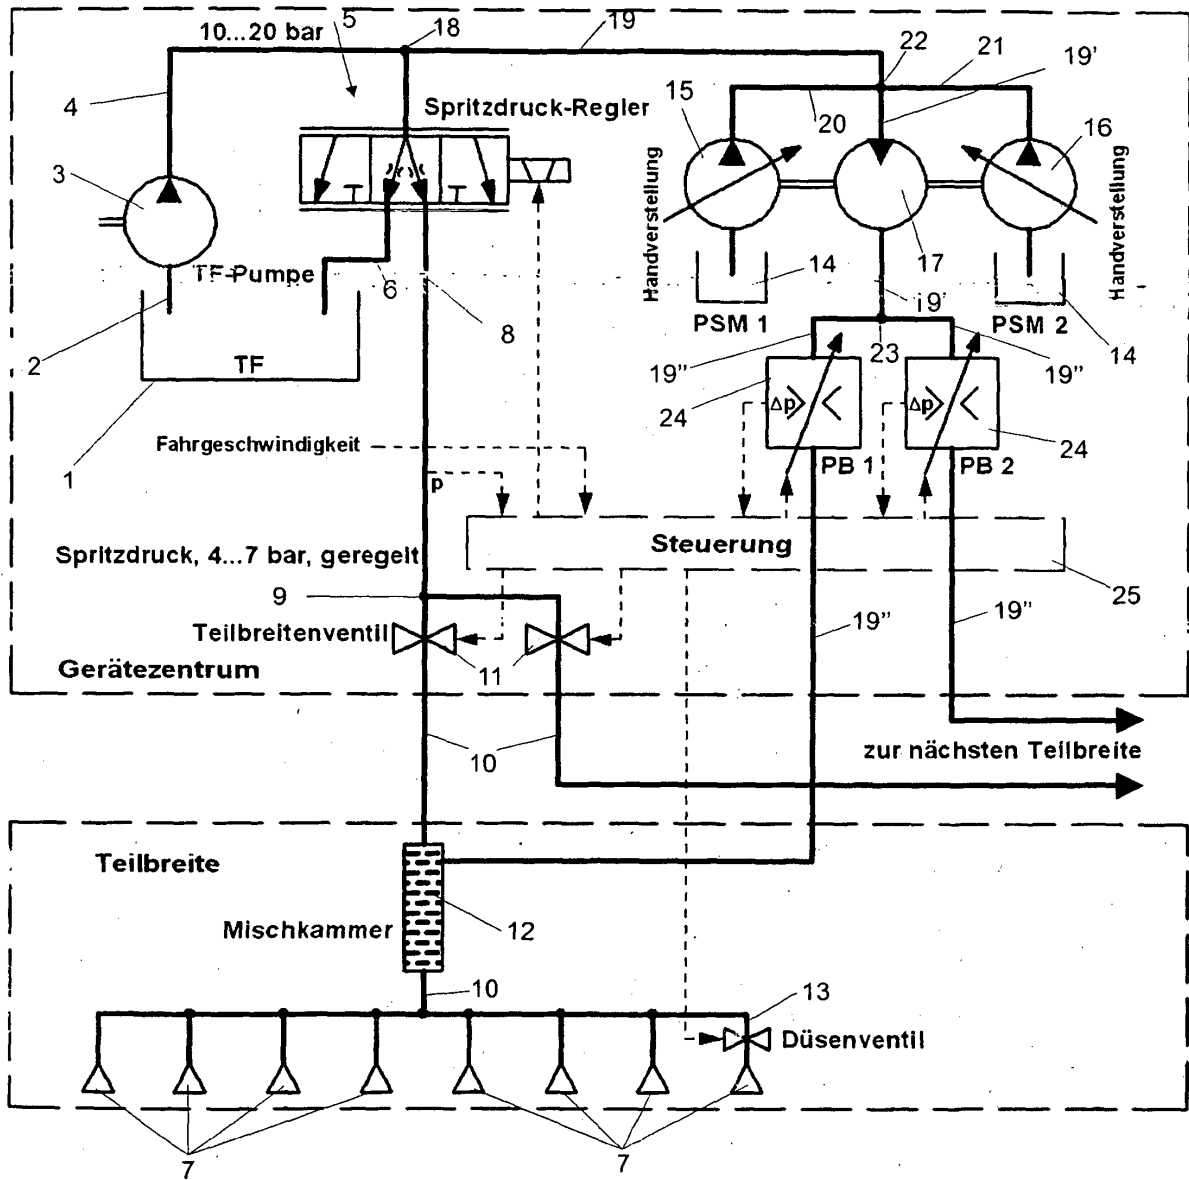 5
18
19
10...20 bar
22
21
19'
4
Spritzdruck-Regler
15
20
16
3
T
T
Handverstellung
Handverstellung
TF-Pumpe
6
8
14
17
19'
PSM 1
PSM 2
2
TF
23
14
19''
19''
1
24
Δp
Δp
24
Fahrgeschwindigkeit
PB 1
PB 2
p
Steuerung
Spritzdruck, 4...7 bar, geregelt
25
9
19''
19''
Teilbreitenventil
11
Gerätezentrum
10
zur nächsten Teilbreite
Teilbreite
Mischkammer
12
10
13
Düsenventil
7
7